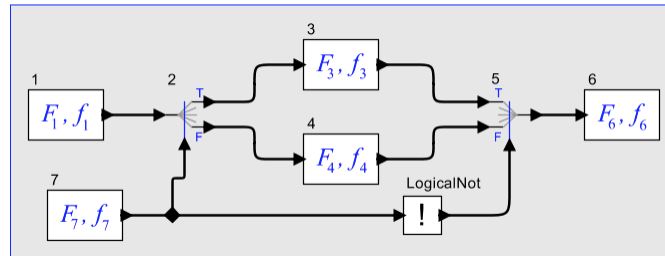 3
F₃, f₃
1
2
T
5
T
6
F₁, f₁
F₆, f₆
F
4
F
F₄, f₄
7
LogicalNot
F₇, f₇
!